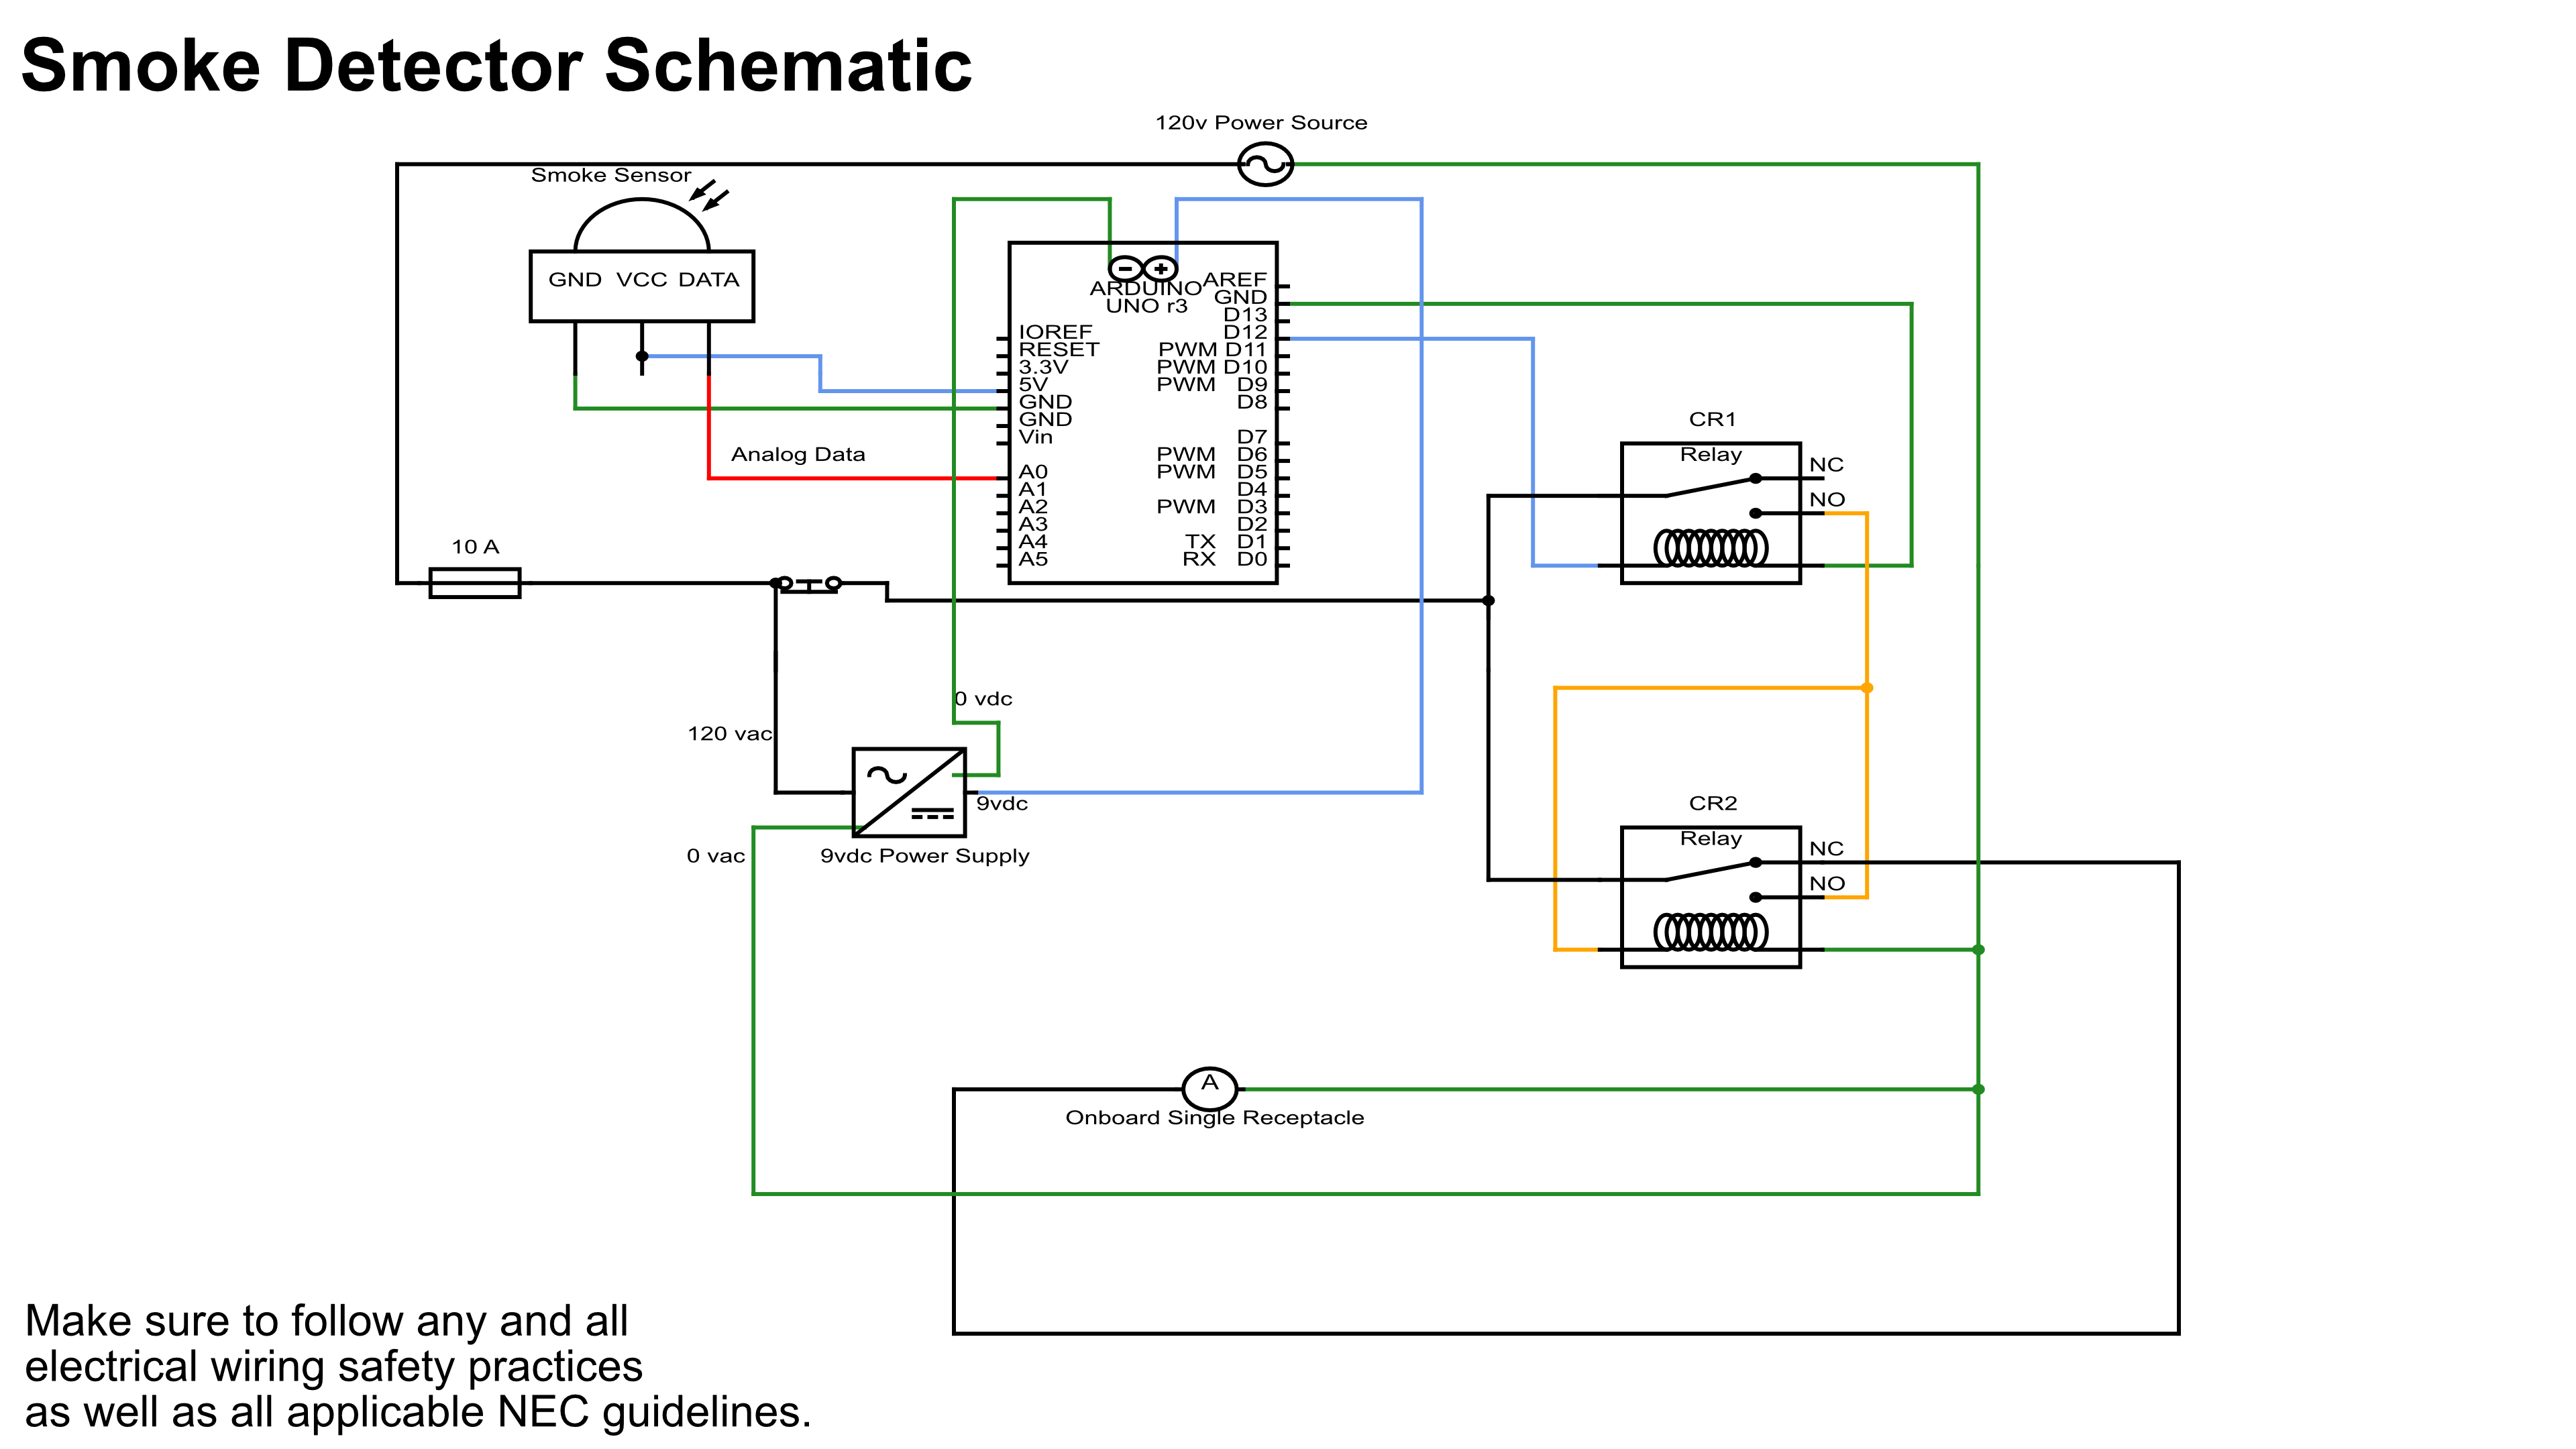 Smoke Detector Schematic
120v Power Source
Smoke Sensor
GND VCC DATA
ARDUINO
UNO r3
AREF
GND
D13
D12
PWM D11
PWM D10
PWM D9
D8
D7
PWM D6
PWM D5
D4
PWM D3
D2
TX D1
RX D0
IOREF
RESET
3.3V
5V
GND
GND
Vin
A0
A1
A2
A3
A4
A5
Analog Data
10 A
CR1
Relay
NC
NO
0 vdc
120 vac
9vdc
0 vac
9vdc Power Supply
CR2
Relay
NC
NO
A
Onboard Single Receptacle
Make sure to follow any and all
electrical wiring safety practices
as well as all applicable NEC guidelines.